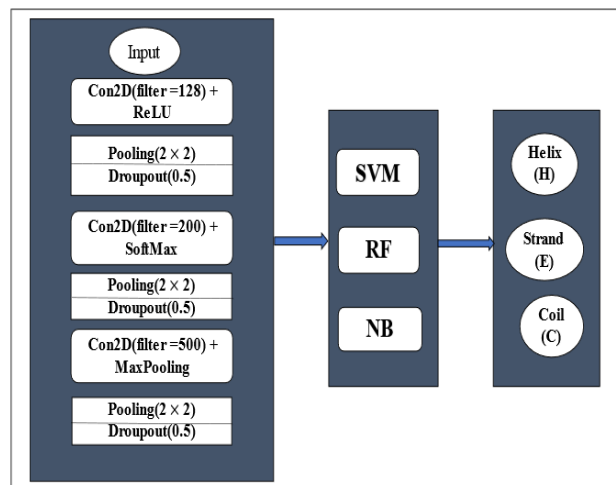 Input
Con2D(filter =128) +
ReLU
Pooling(2 × 2)
Droupout(0.5)
Con2D(filter =200) +
SoftMax
Pooling(2 × 2)
Droupout(0.5)
Con2D(filter =500) +
MaxPooling
Pooling(2 × 2)
Droupout(0.5)
SVM
RF
NB
Helix
(H)
Strand
(E)
Coil
(C)